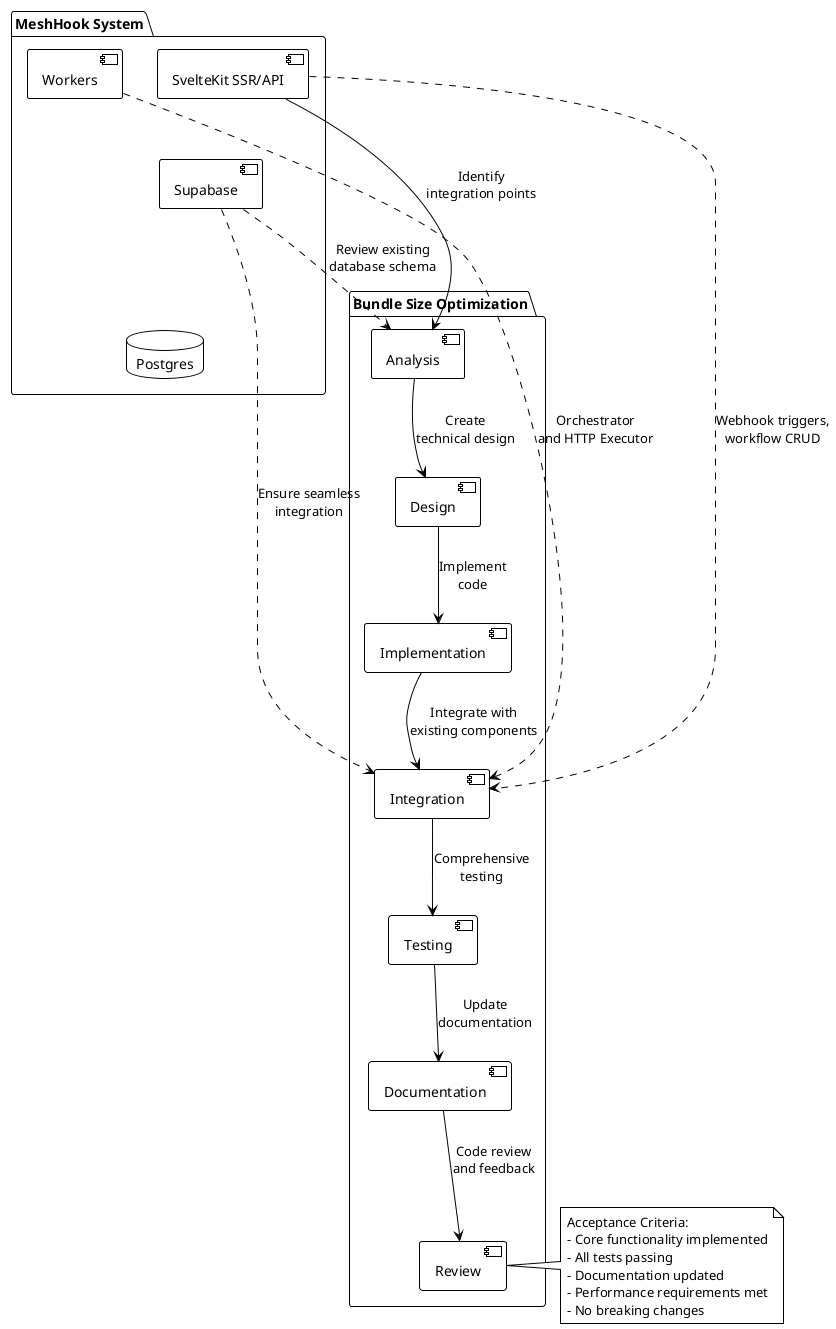 MeshHook System
Workers
SvelteKit SSR/API
Supabase
Postgres
Identify
integration points
Review existing
database schema
Bundle Size Optimization
Analysis
Create
technical design
Orchestrator
and HTTP Executor
Webhook triggers,
workflow CRUD
Design
Ensure seamless
integration
Implement
code
Implementation
Integrate with
existing components
Integration
Comprehensive
testing
Testing
Update
documentation
Documentation
Code review
and feedback
Review
Acceptance Criteria:
- Core functionality implemented
- All tests passing
- Documentation updated
- Performance requirements met
- No breaking changes